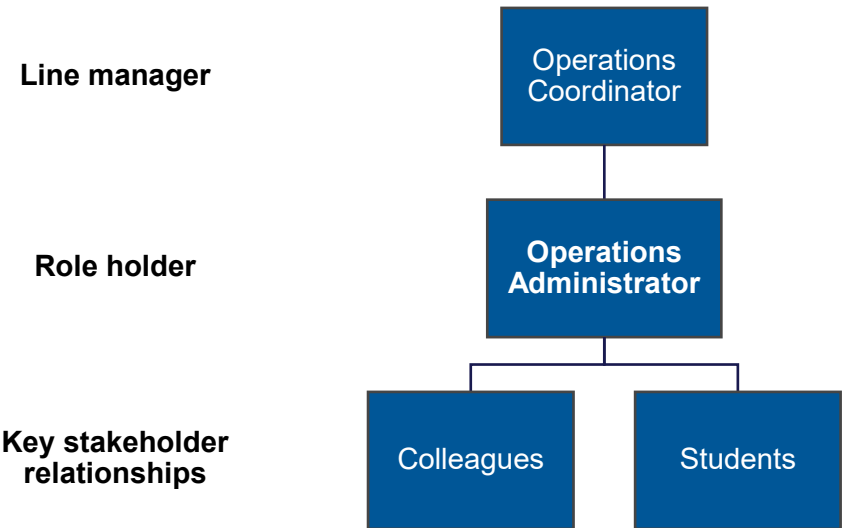 Line manager
Operations
Coordinator
Role holder
Operations
Administrator
Key stakeholder
relationships
Colleagues
Students